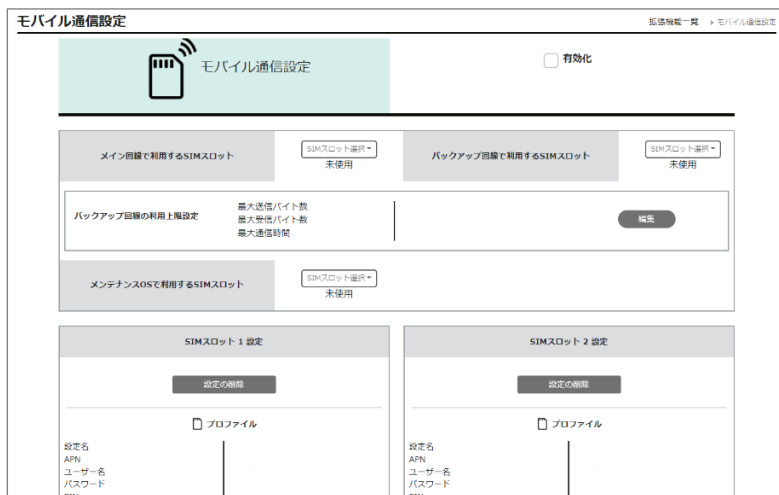 モバイル通信設定
拡張機能一覧 › モバイル通信設定
モバイル通信設定
有効化
メイン回線で利用するSIMスロット
SIMスロット選択
未使用
バックアップ回線で利用するSIMスロット
SIMスロット選択
未使用
バックアップ回線の利用上限設定
最大送信バイト数
最大受信バイト数
最大通信時間
編集
メンテナンスOSで利用するSIMスロット
SIMスロット選択
未使用
SIMスロット 1 設定
設定の削除
プロファイル
設定名
APN
ユーザー名
パスワード
SIMスロット 2 設定
設定の削除
プロファイル
設定名
APN
ユーザー名
パスワード